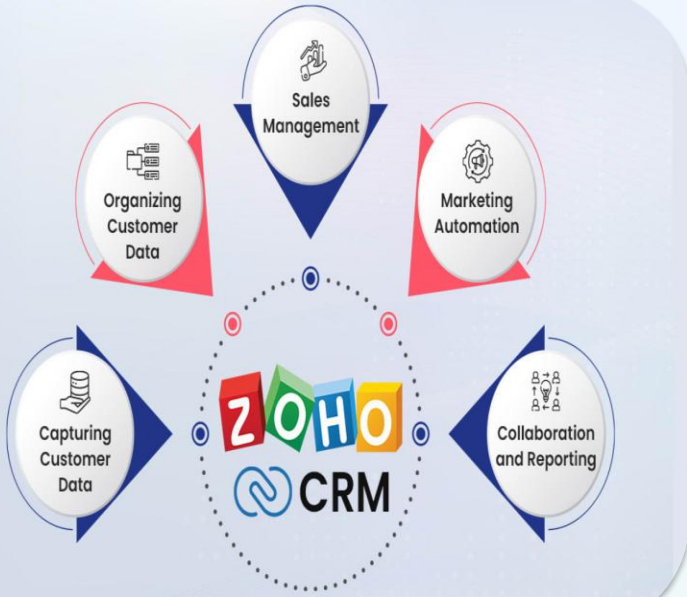 Sales
Management
Organizing
Customer
Data
Marketing
Automation
Capturing
Customer
Data
Collaboration
and Reporting
ZOHO
CRM